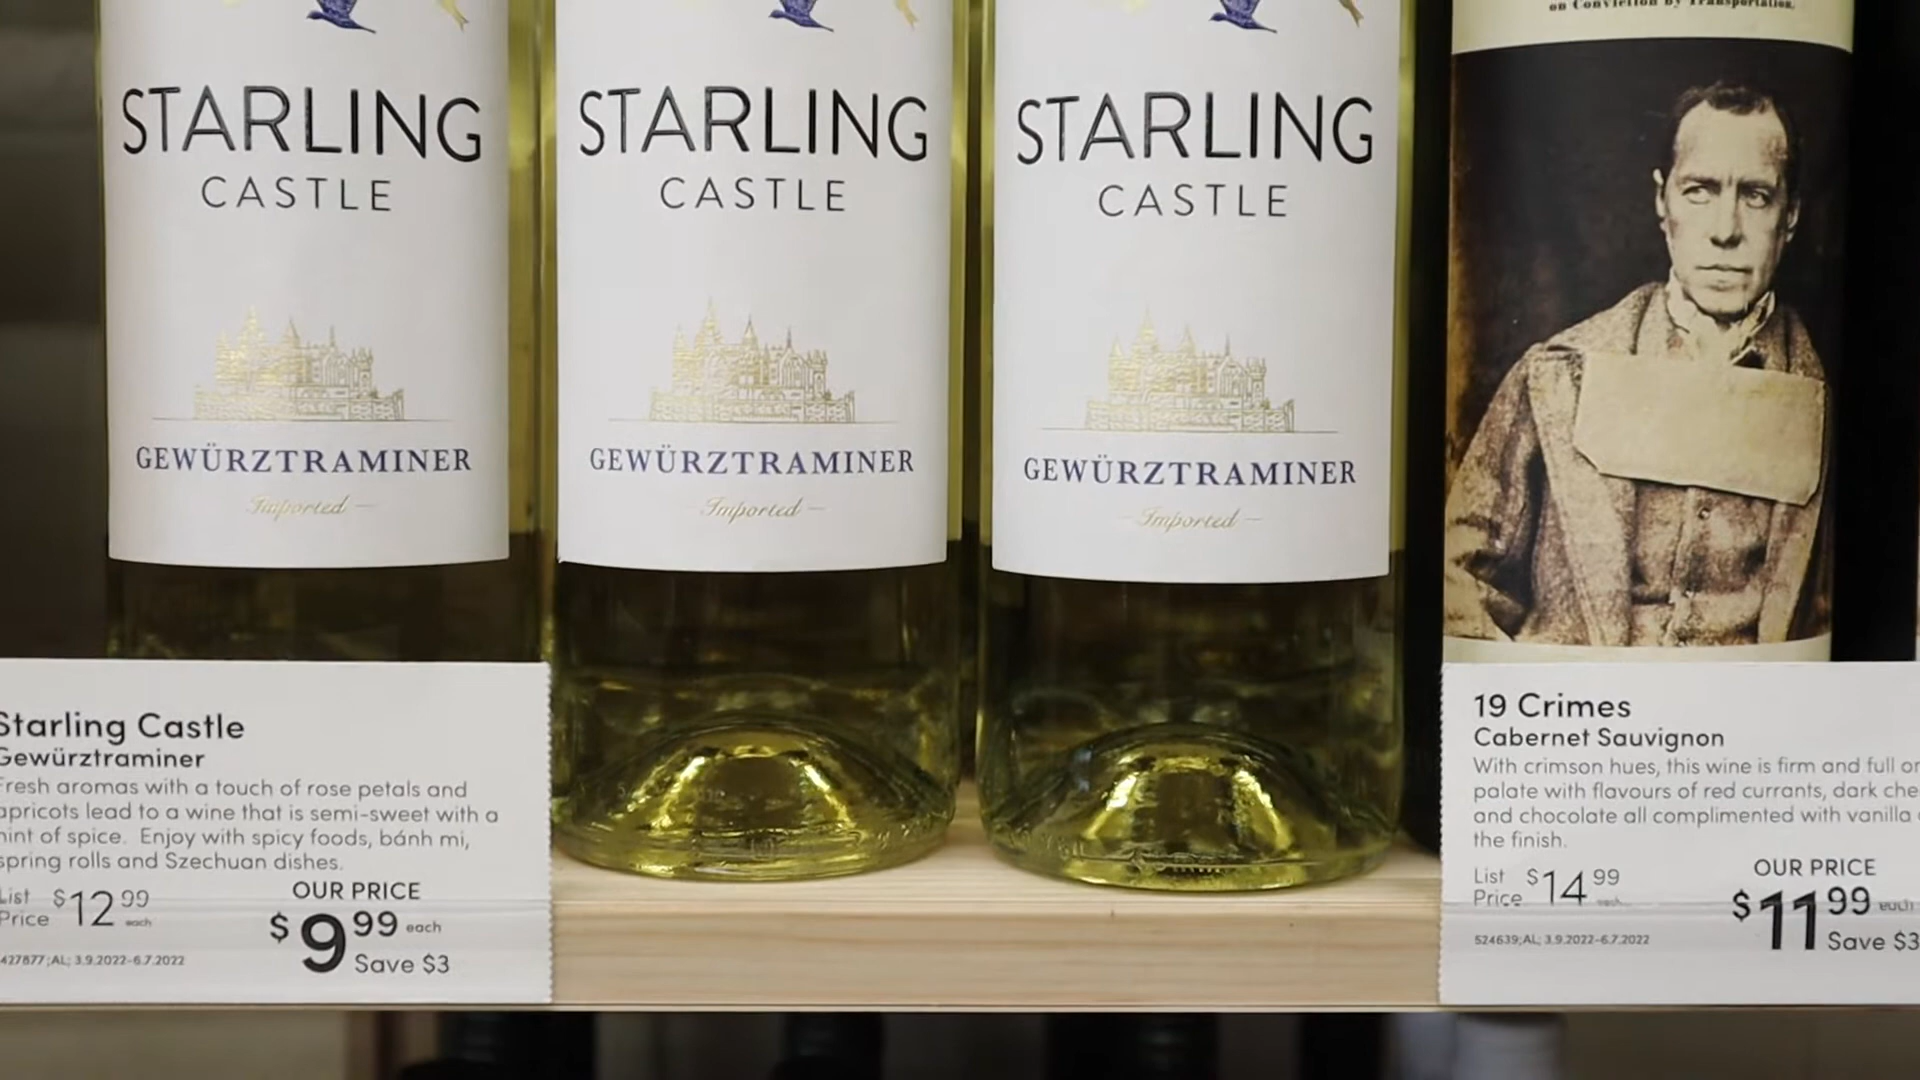 on Conviction by Transportation.
STARLING
CASTLE
GEWÜRZTRAMINER
Imported
STARLING
CASTLE
GEWÜRZTRAMINER
Imported
STARLING
CASTLE
GEWÜRZTRAMINER
Imported
Starling Castle
Gewürztraminer
Fresh aromas with a touch of rose petals and
apricots lead to a wine that is semi-sweet with a
hint of spice. Enjoy with spicy foods, bánh mi,
spring rolls and Szechuan dishes.
List Price $12.99 each
OUR PRICE
$9.99 each
Save $3
427877;AL; 3.9.2022-6.7.2022
19 Crimes
Cabernet Sauvignon
With crimson hues, this wine is firm and full on
palate with flavours of red currants, dark che
and chocolate all complimented with vanilla
the finish.
List Price $14.99 each
OUR PRICE
$11.99 each
Save $3
524639;AL; 3.9.2022-6.7.2022